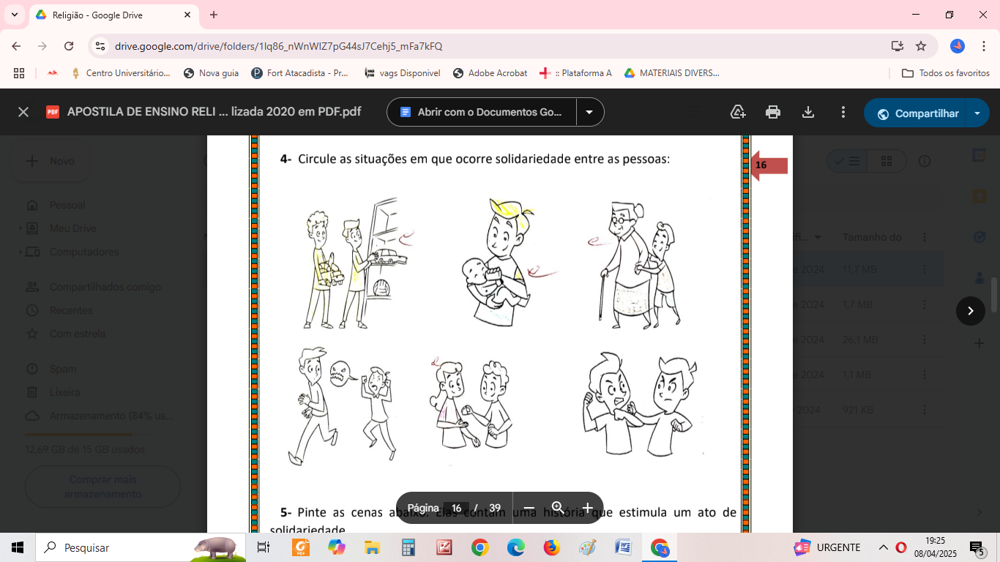 Religião - Google Drive
drive.google.com/drive/folders/1lq86_nWnWIZ7pG44sJ7Cehj5_mFa7kFQ
Centro Universitário... Nova guia Fort Atacadista - Pr... vags Disponivel Adobe Acrobat :: Plataforma A MATERIAIS DIVERS... Todos os favoritos
PDF APOSTILA DE ENSINO RELI ... lizada 2020 em PDF.pdf Abrir com o Documentos Go... Compartilhar
Novo
4- Circule as situações em que ocorre solidariedade entre as pessoas:
16
Pessoal
Meu Drive
Computadores
Compartilhados comigo
Recentes
Com estrela
Spam
Lixeira
Armazenamento (84% us...
12,69 GB de 15 GB usados
Comprar mais
armazenamento
Tamanho do
2024 11,7 MB
2024 1,7 MB
2024 26,1 MB
2024 1,1 MB
2024 921 KB
Página 16 / 39
5- Pinte as cenas abaixo. Elas contam uma história que estimula um ato de
solidariedade
Pesquisar
PDF
URGENTE
19:25
08/04/2025
5